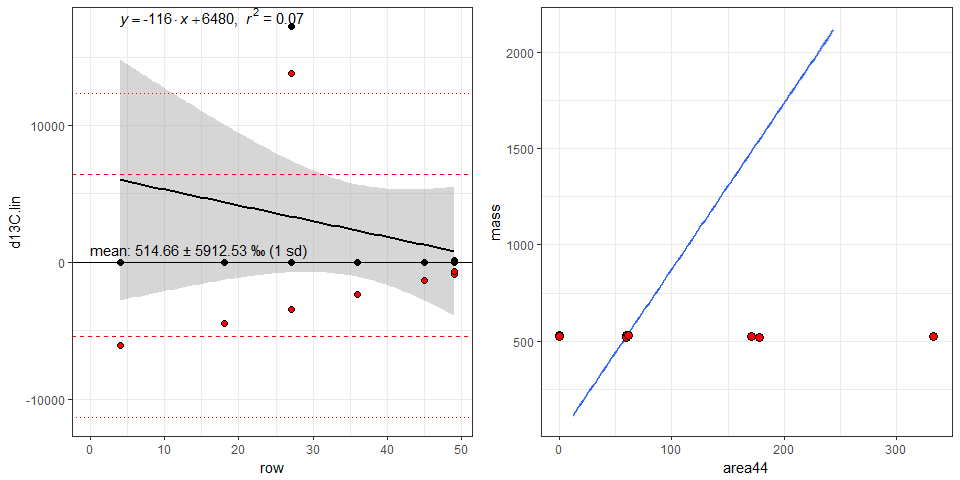 y = -116 · x + 6480, r² = 0.07
10000
mean: 514.66 ± 5912.53 ‰ (1 sd)
0
-10000
d13C.lin
0 10 20 30 40 50
row
2000
1500
1000
500
mass
0 100 200 300
area44